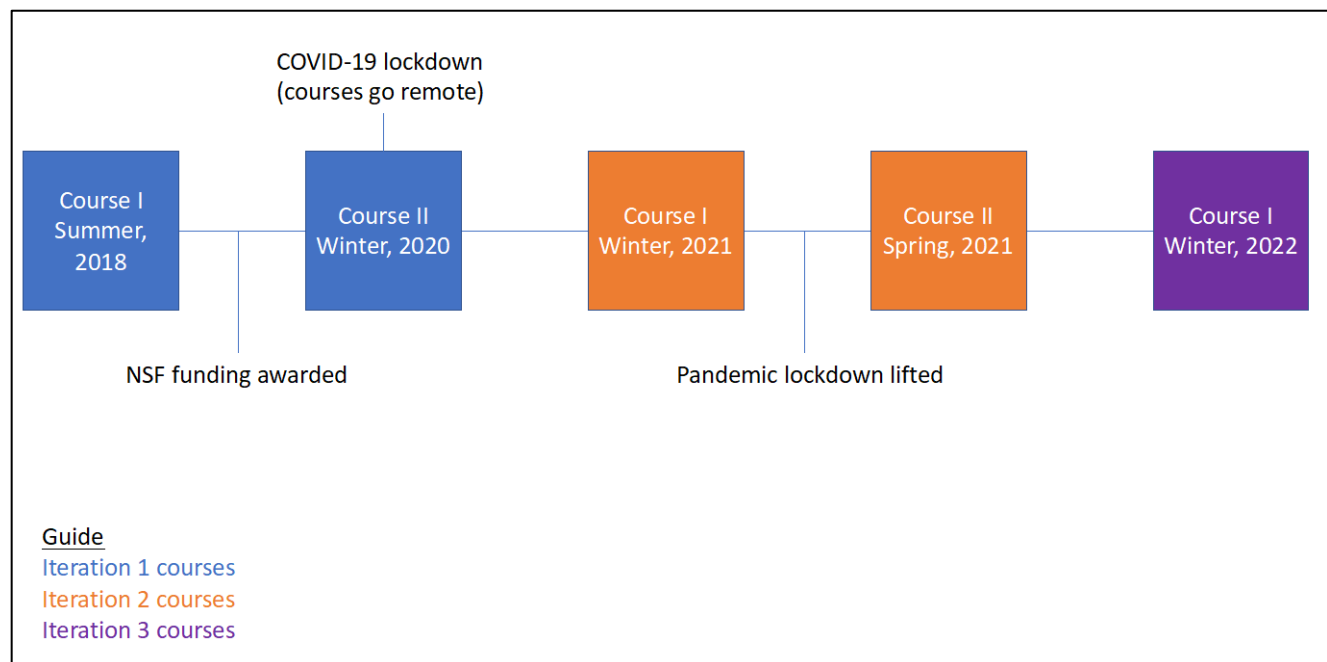 COVID-19 lockdown
(courses go remote)
Course I
Summer,
2018
Course II
Winter, 2020
Course I
Winter, 2021
Course II
Spring, 2021
Course I
Winter, 2022
NSF funding awarded
Pandemic lockdown lifted
Guide
Iteration 1 courses
Iteration 2 courses
Iteration 3 courses